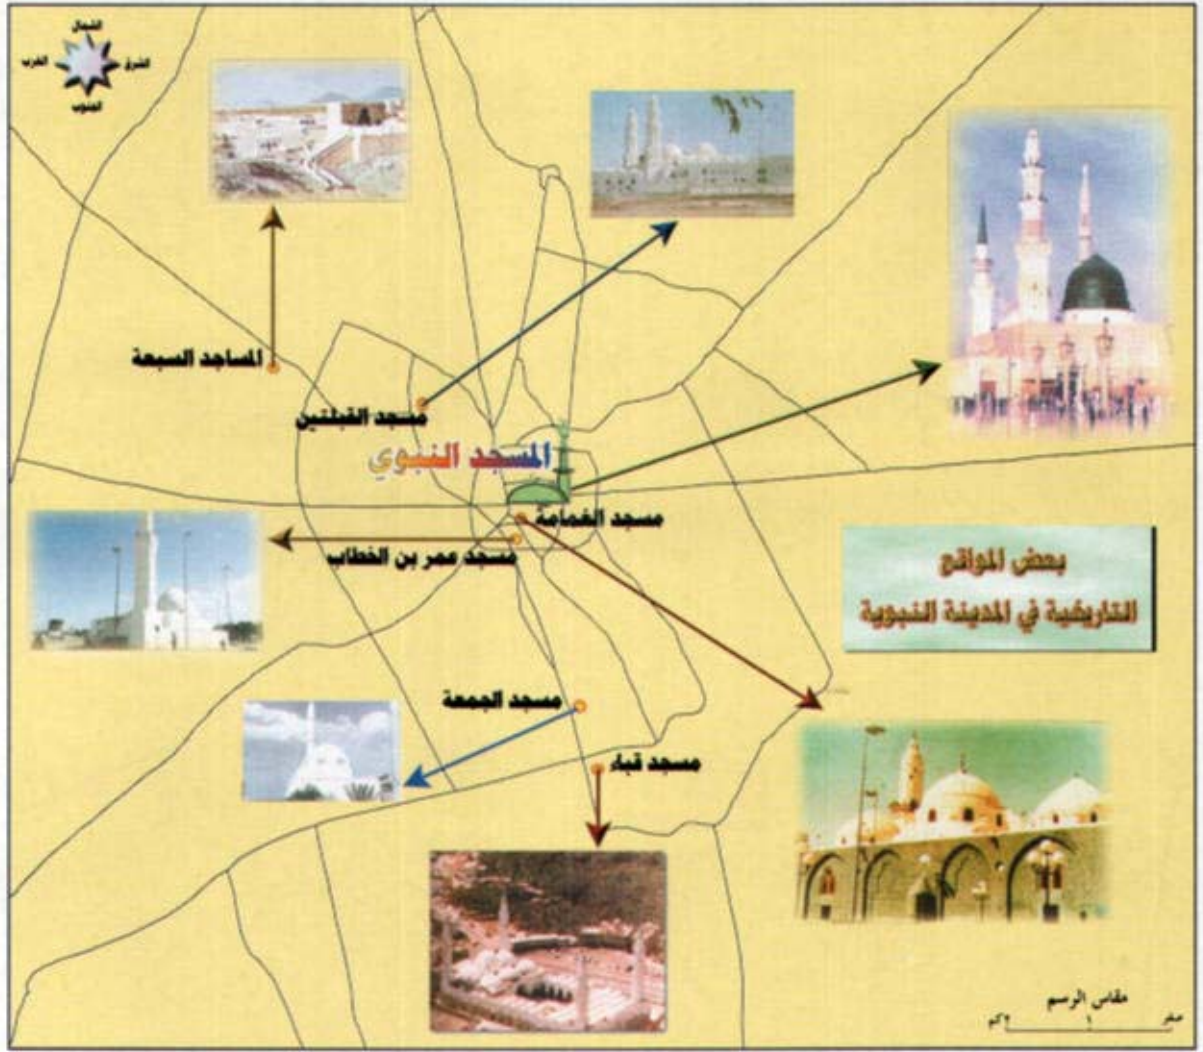 الشمال
الغرب
الشرق
الجنوب
المساجد السبعة
مسجد القبلتين
المسجد النبوي
مسجد الغمامة
مسجد عمر بن الخطاب
بعض المواقع
التاريخية في المدينة النبوية
مسجد الجمعة
مسجد قباء
مقاس الرسم
صفر ١ ٢كم